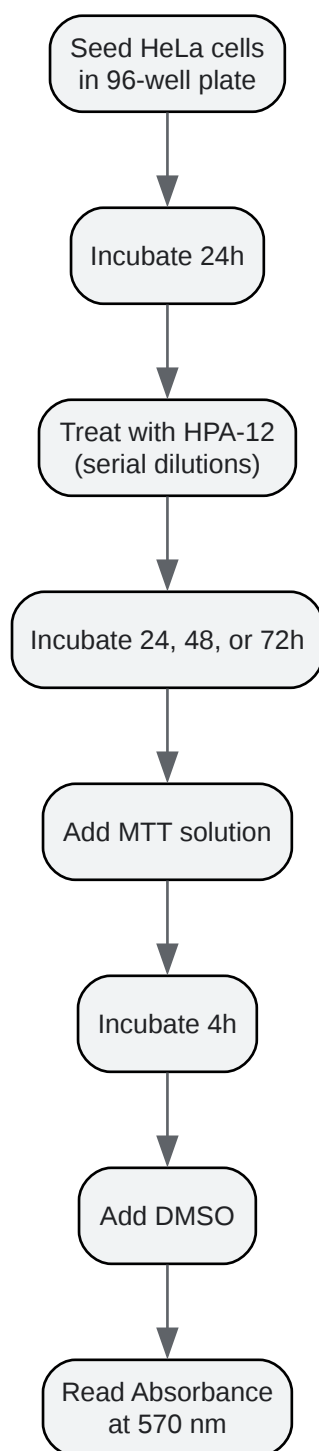 Seed HeLa cells
in 96-well plate
Incubate 24h
Treat with HPA-12
(serial dilutions)
Incubate 24, 48, or 72h
Add MTT solution
Incubate 4h
Add DMSO
Read Absorbance
at 570 nm